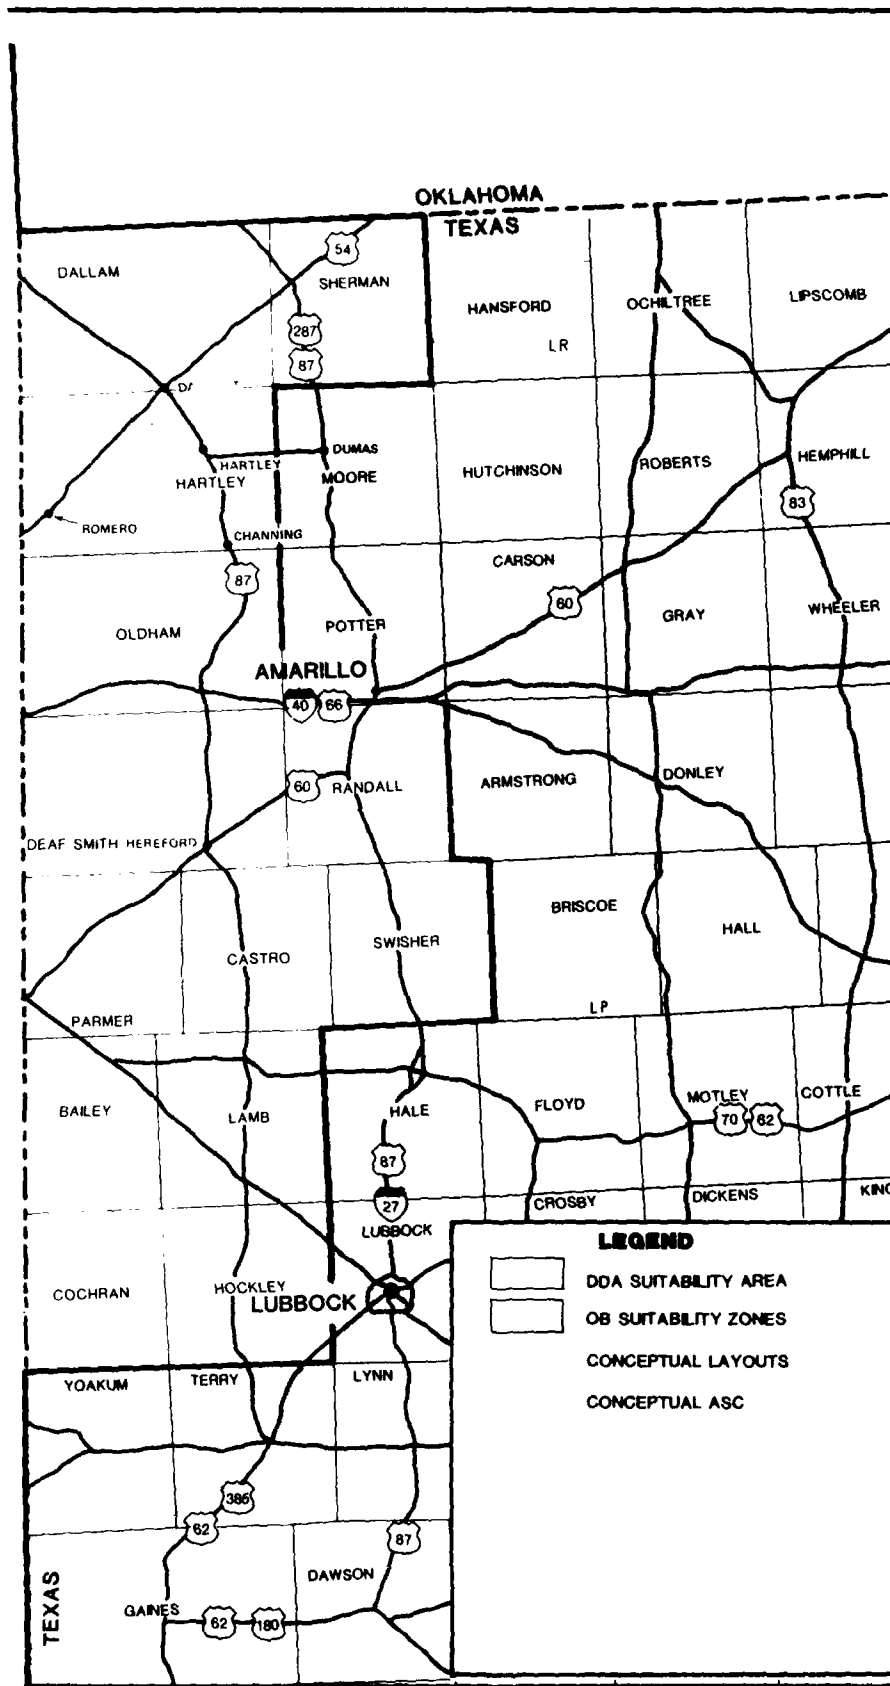 OKLAHOMA
TEXAS
54
DALLAM
SHERMAN
HANSFORD
OCHILTREE
LIPSCOMB
287
87
LR
DUMAS
HARTLEY
HARTLEY
MOORE
HUTCHINSON
ROBERTS
HEMPHILL
83
ROMERO
CHANNING
CARSON
87
60
OLDHAM
POTTER
GRAY
WHEELER
AMARILLO
40
66
60
RANDALL
ARMSTRONG
DONLEY
DEAF SMITH
HEREFORD
BRISCOE
HALL
CASTRO
SWISHER
LP
PARMER
BAILEY
LAMB
HALE
FLOYD
MOTLEY
COTTLE
70
62
87
27
CROSBY
DICKENS
KING
LUBBOCK
COCHRAN
HOCKLEY
LUBBOCK
LEGEND
DDA SUITABILITY AREA
OB SUITABILITY ZONES
CONCEPTUAL LAYOUTS
CONCEPTUAL ASC
YOAKUM
TERRY
LYNN
385
62
87
TEXAS
DAWSON
GAINES
62
180